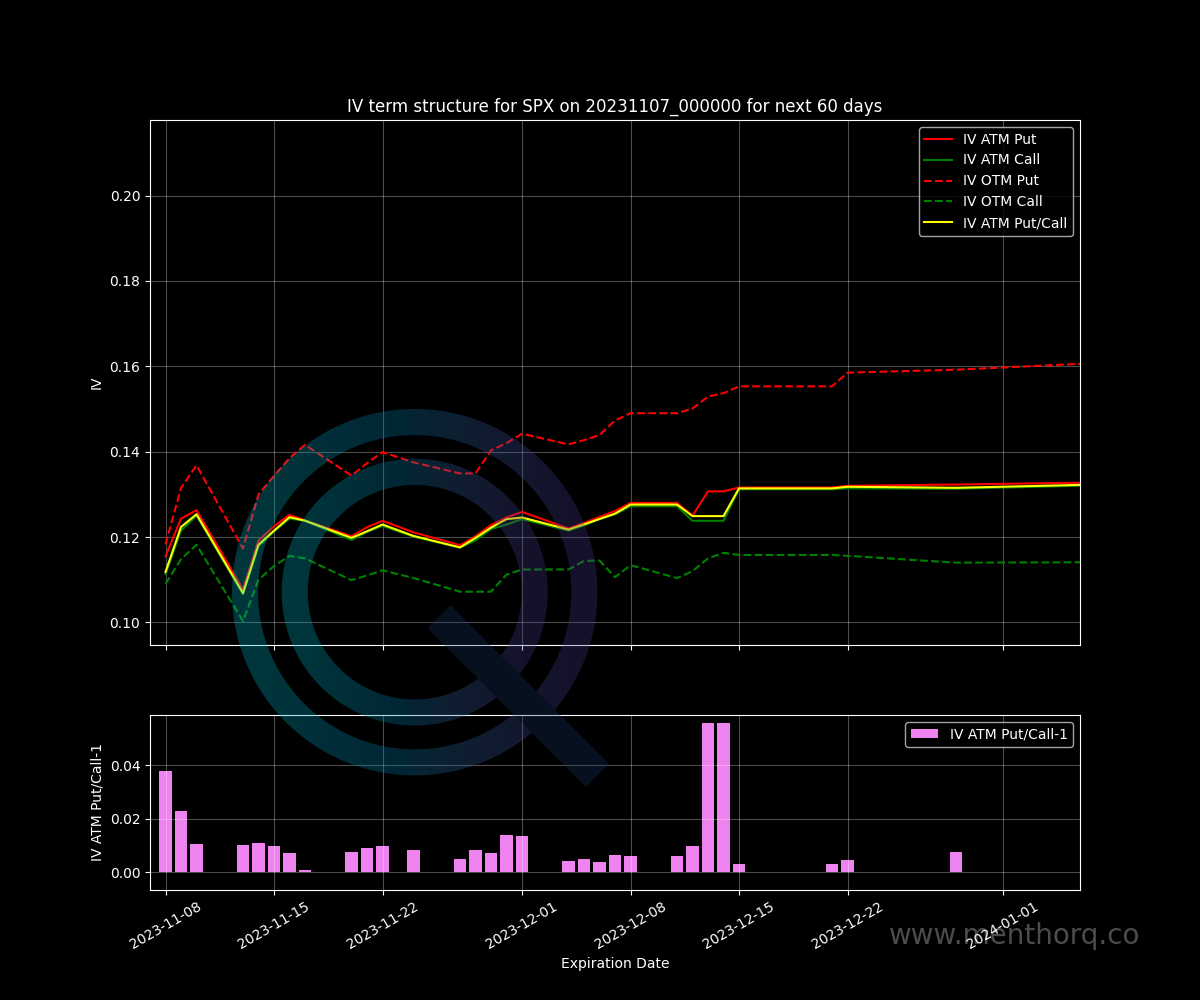 IV term structure for SPX on 20231107_000000 for next 60 days
IV ATM Put
IV ATM Call
IV OTM Put
IV OTM Call
IV ATM Put/Call
0.20
0.18
0.16
0.14
0.12
0.10
IV
IV ATM Put/Call-1
0.04
0.02
0.00
IV ATM Put/Call-1
2023-11-08
2023-11-15
2023-11-22
2023-12-01
2023-12-08
2023-12-15
2023-12-22
2024-01-01
www.menthorq.co
Expiration Date